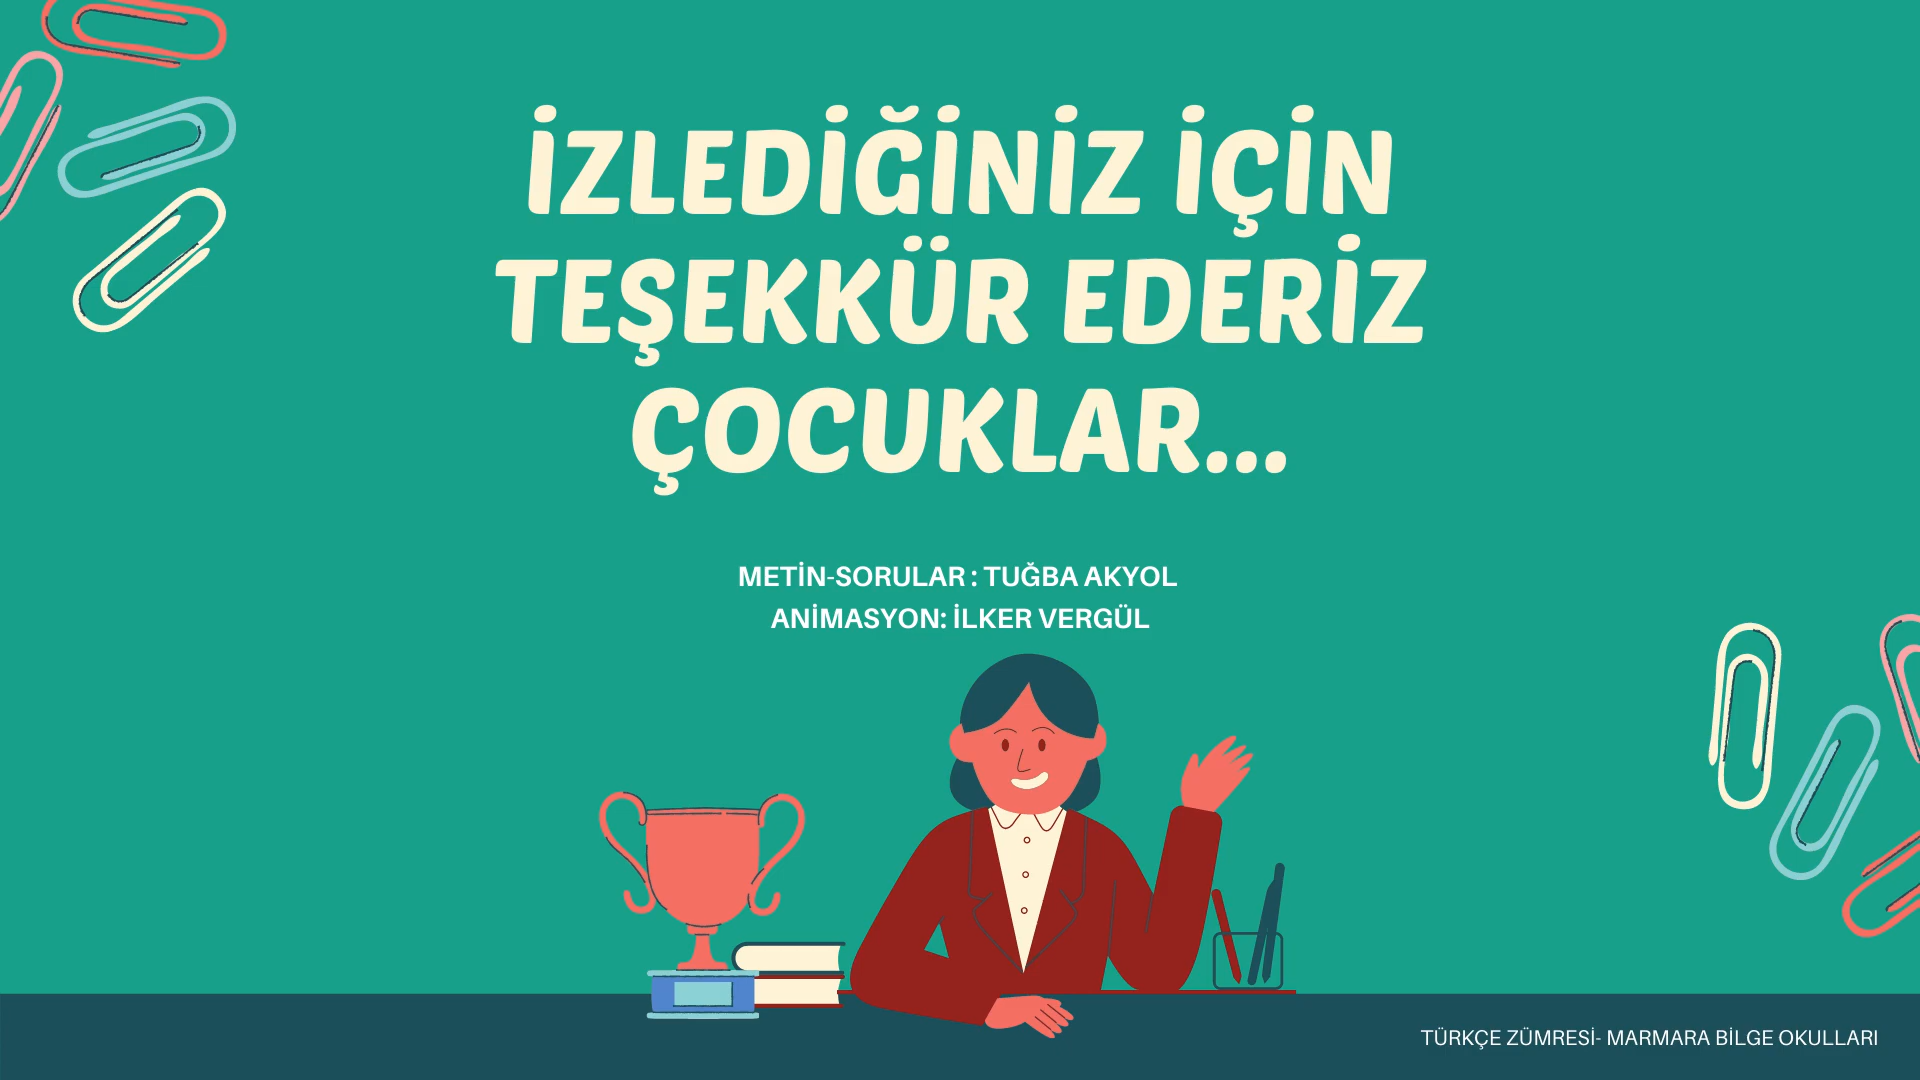 İZLEDİĞİNİZ İÇİN
TEŞEKKÜR EDERİZ
ÇOCUKLAR...
METİN-SORULAR : TUĞBA AKYOL
ANİMASYON: İLKER VERGÜL
TÜRKÇE ZÜMRESİ- MARMARA BİLGE OKULLARI